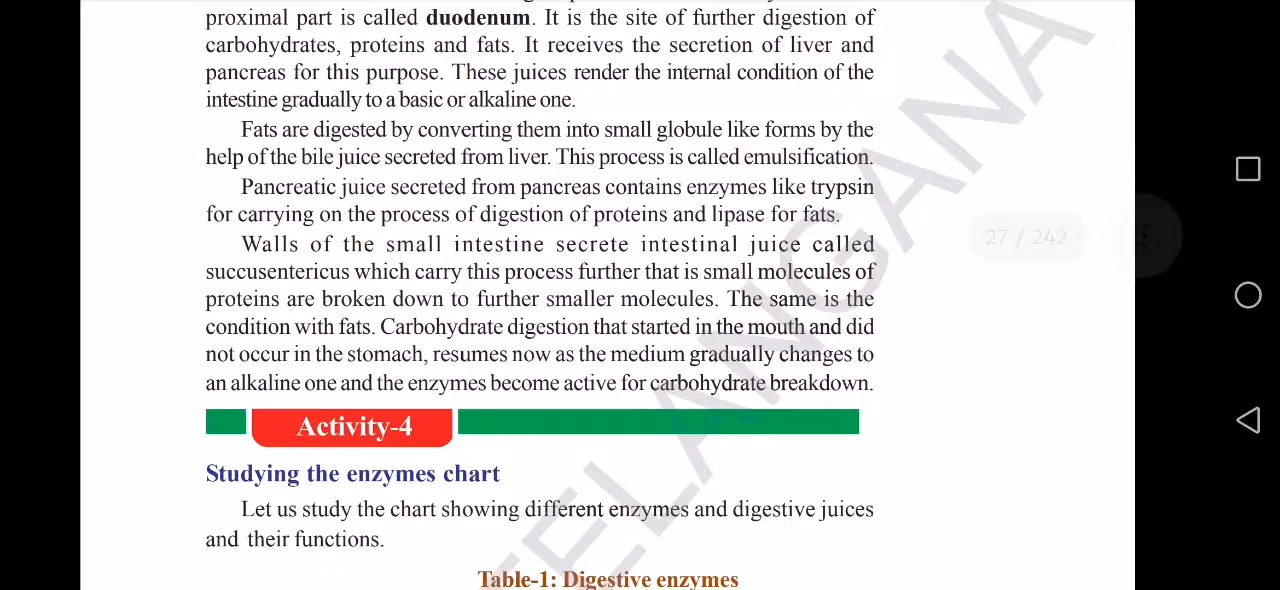 proximal part is called duodenum. It is the site of further digestion of
carbohydrates, proteins and fats. It receives the secretion of liver and
pancreas for this purpose. These juices render the internal condition of the
intestine gradually to a basic or alkaline one.
Fats are digested by converting them into small globule like forms by the
help of the bile juice secreted from liver. This process is called emulsification.
Pancreatic juice secreted from pancreas contains enzymes like trypsin
for carrying on the process of digestion of proteins and lipase for fats.
Walls of the small intestine secrete intestinal juice called
succusentericus which carry this process further that is small molecules of
proteins are broken down to further smaller molecules. The same is the
condition with fats. Carbohydrate digestion that started in the mouth and did
not occur in the stomach, resumes now as the medium gradually changes to
an alkaline one and the enzymes become active for carbohydrate breakdown.
Activity-4
Studying the enzymes chart
Let us study the chart showing different enzymes and digestive juices
and their functions.
Table-1: Digestive enzymes
27 / 242
TELANGANA